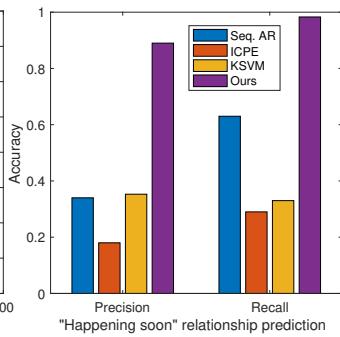 1
0.8
0.6
0.4
0.2
0
Accuracy
Seq. AR
ICPE
KSVM
Ours
Precision Recall
00
"Happening soon" relationship prediction